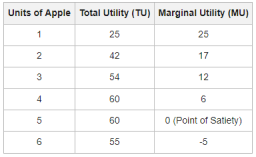 Units of Apple Total Utility (TU) Marginal Utility (MU)
1 25 25
2 42 17
3 54 12
4 60 6
5 60 0 (Point of Satiety)
6 55 -5